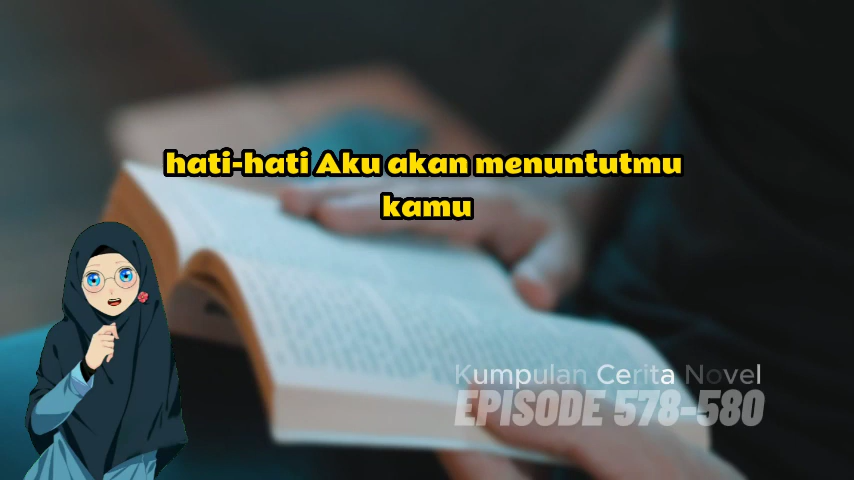 hati-hati Aku akan menuntutmu
kamu
Kumpulan Cerita Novel
EPISODE 578-580